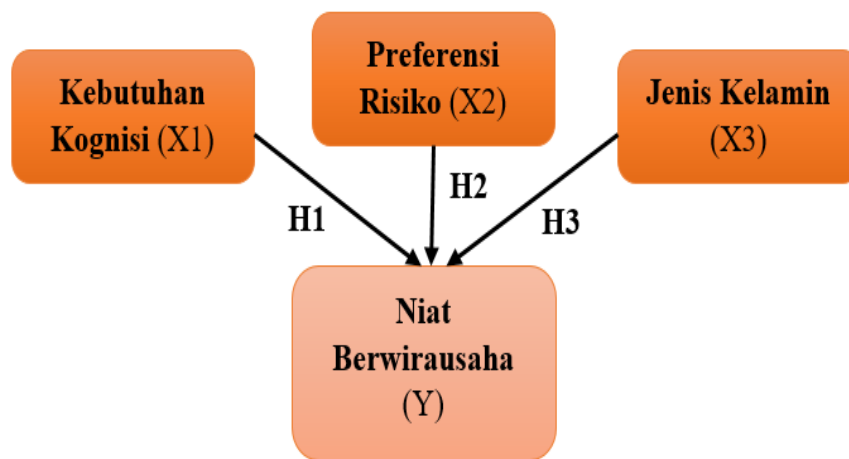 Kebutuhan
Kognisi (X1)
Preferensi
Risiko (X2)
Jenis Kelamin
(X3)
H1
H2
H3
Niat
Berwirausaha
(Y)